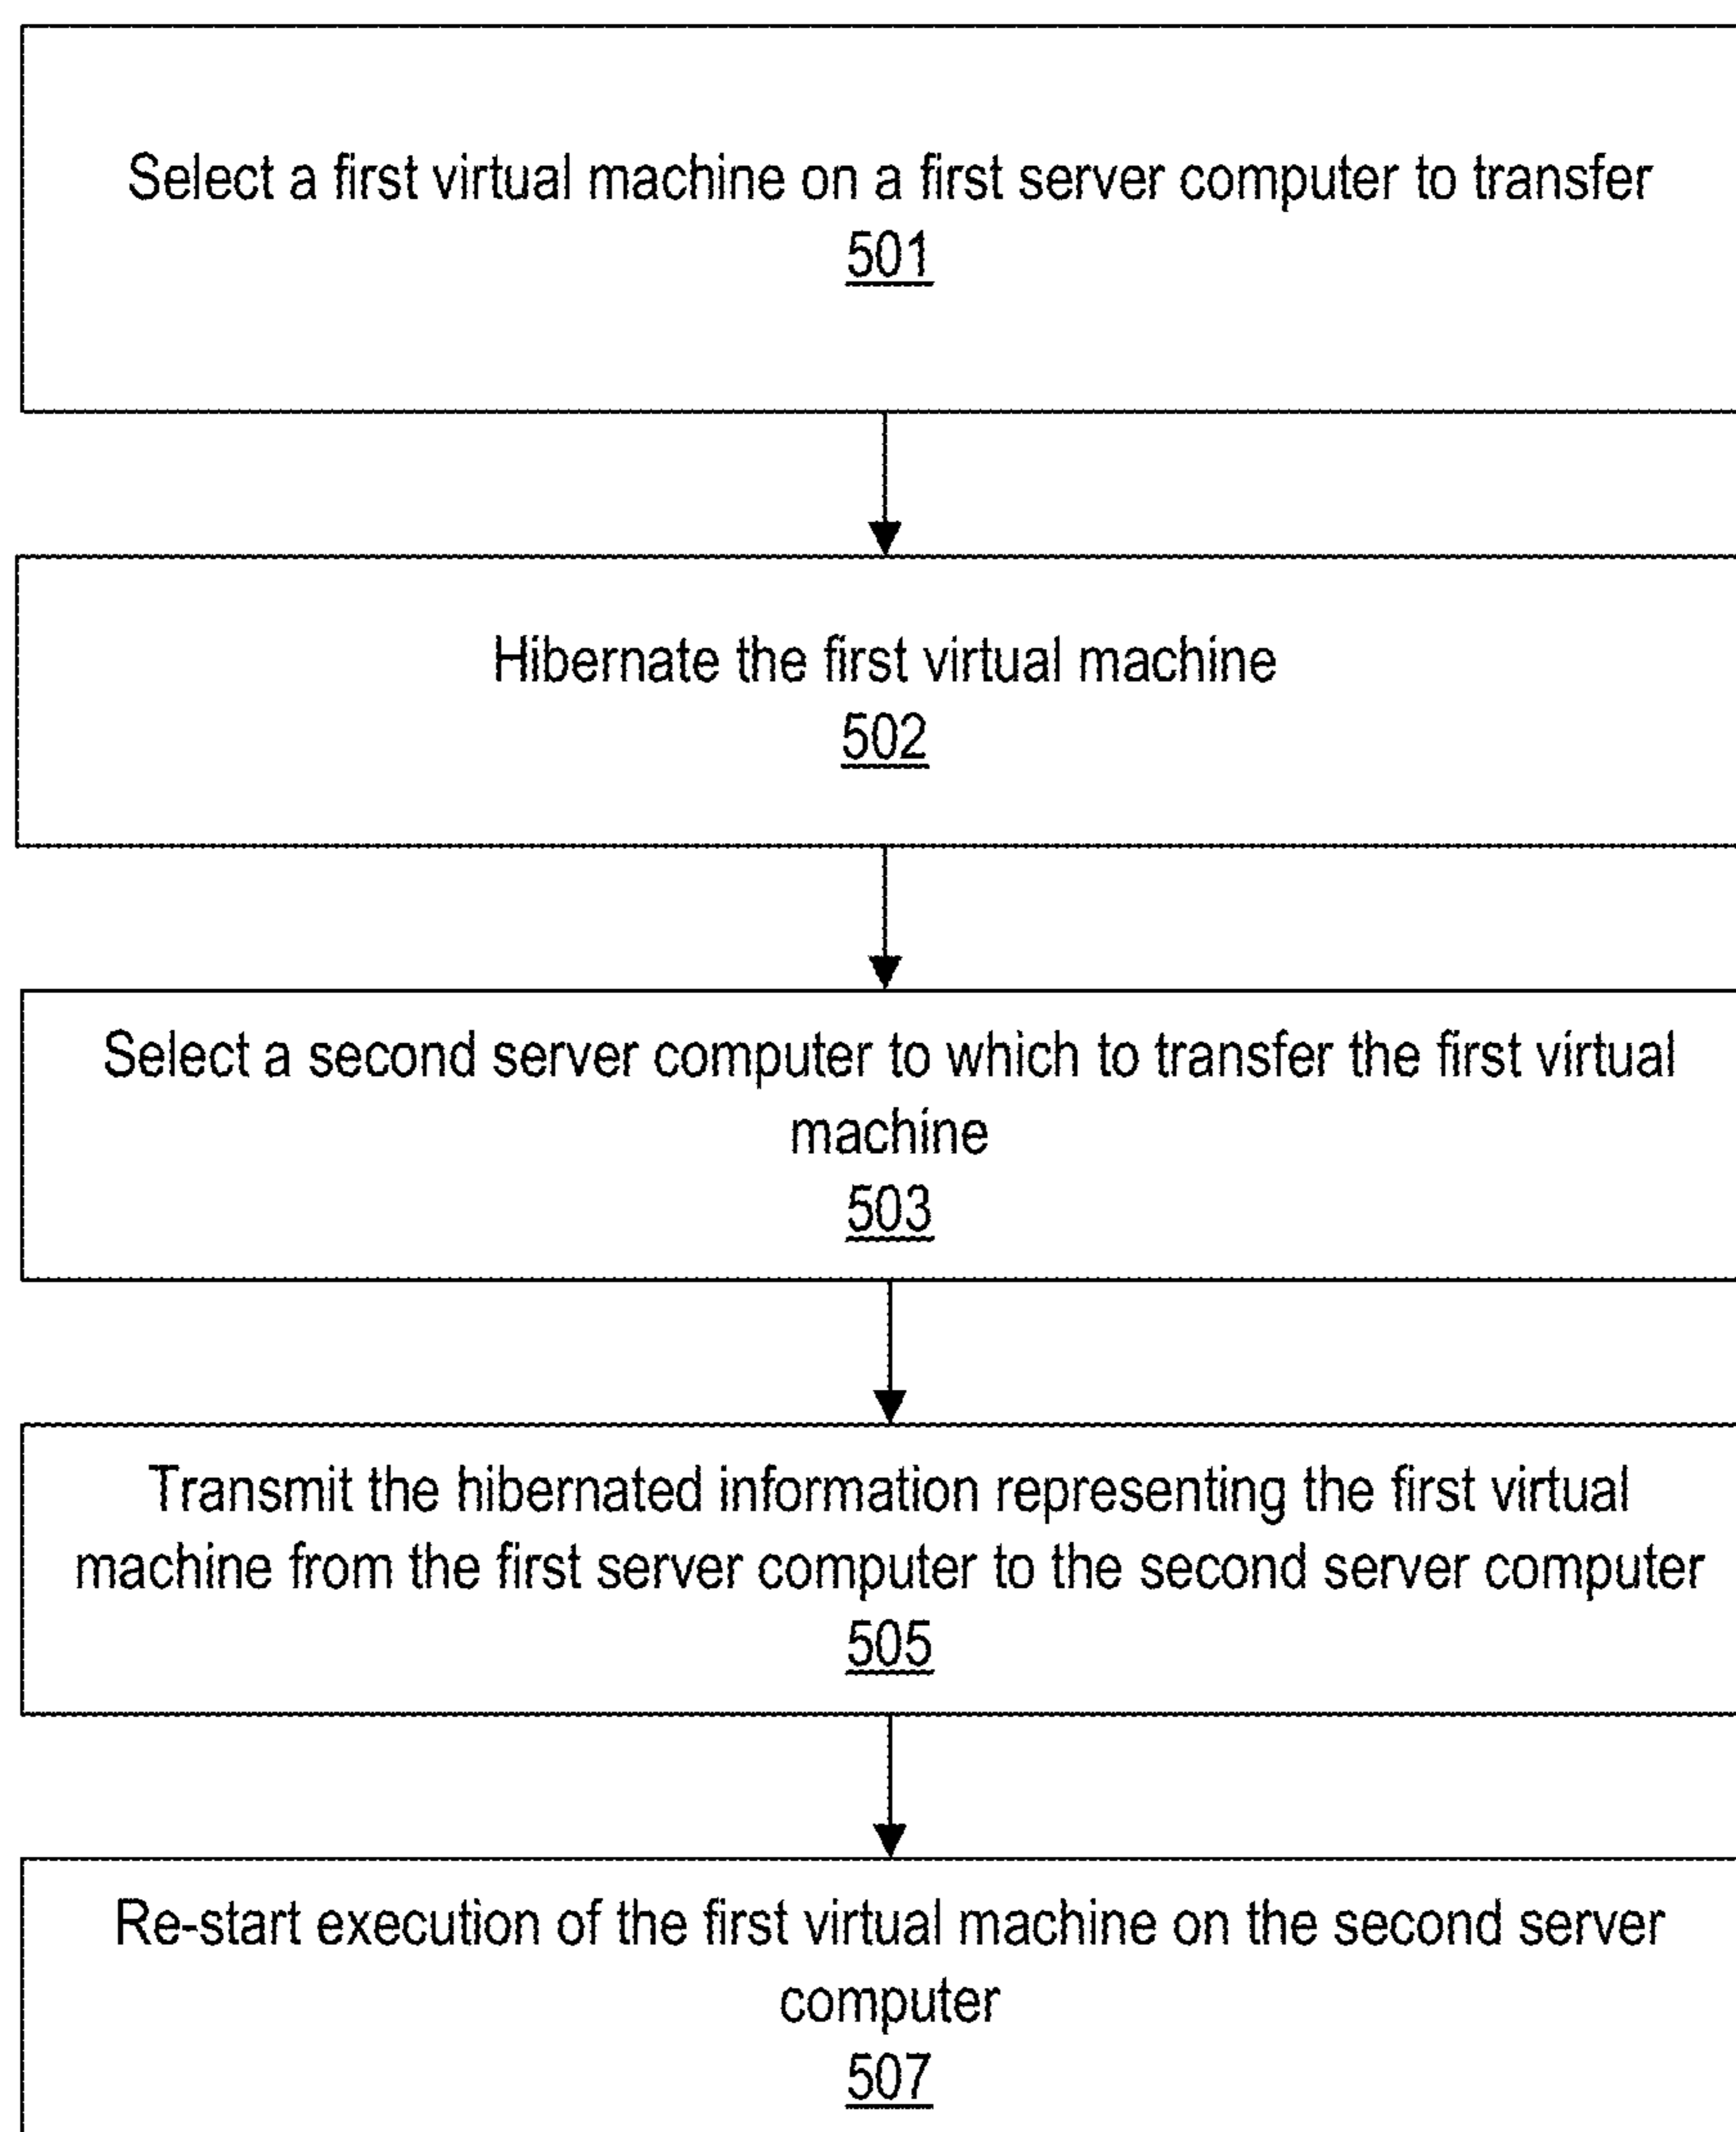 Select a first virtual machine on a first server computer to transfer
501
Hibernate the first virtual machine
502
Select a second server computer to which to transfer the first virtual
machine
503
Transmit the hibernated information representing the first virtual
machine from the first server computer to the second server computer
505
Re-start execution of the first virtual machine on the second server
computer
507